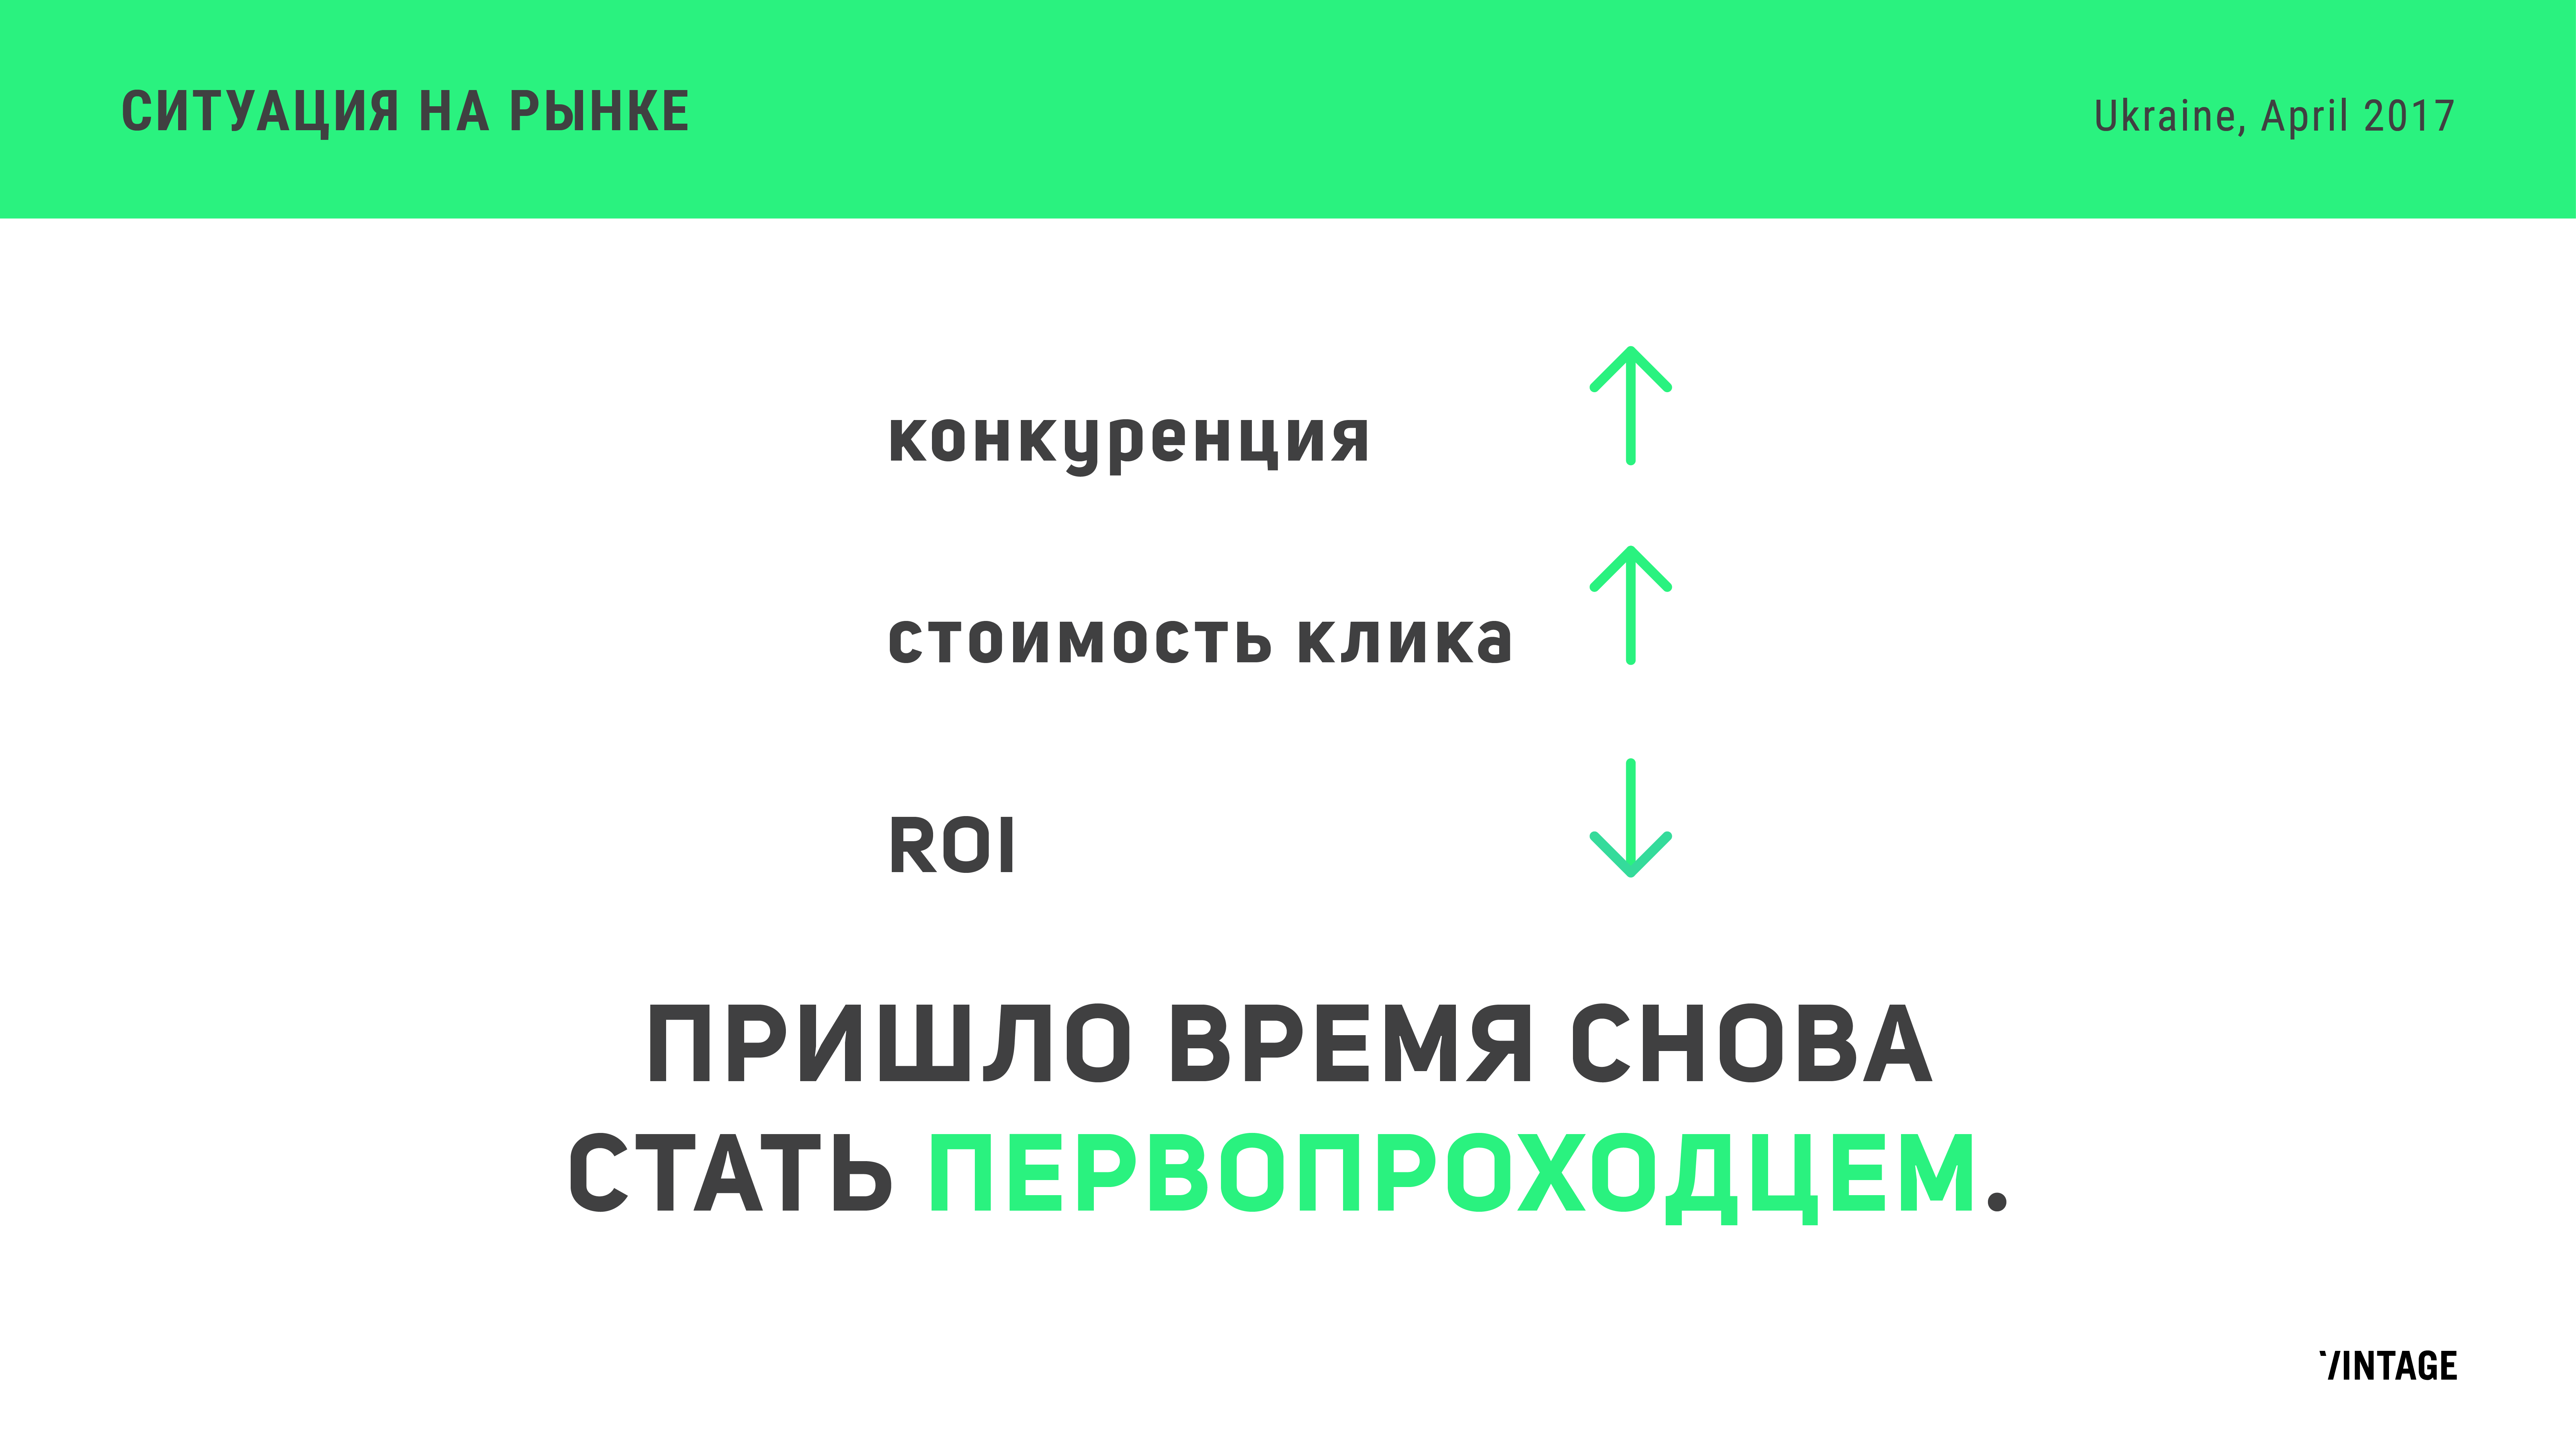 СИТУАЦИЯ НА РЫНКЕ
Ukraine, April 2017
конкуренция
стоимость клика
ROI
ПРИШЛО ВРЕМЯ СНОВА
СТАТЬ ПЕРВОПРОХОДЦЕМ.
VINTAGE